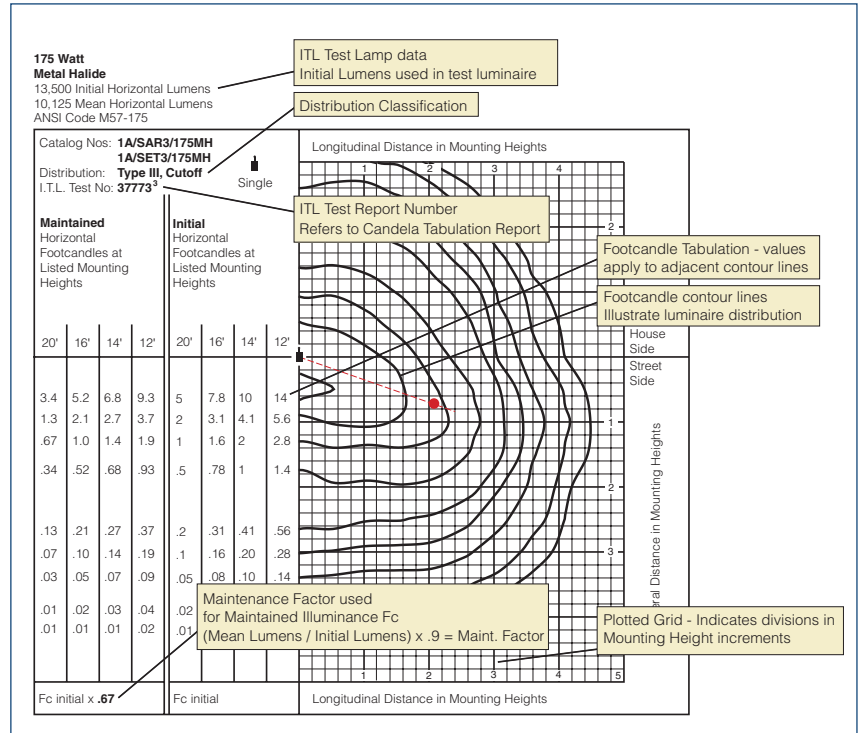 175 Watt
Metal Halide
13,500 Initial Horizontal Lumens
10,125 Mean Horizontal Lumens
ANSI Code M57-175
ITL Test Lamp data
Initial Lumens used in test luminaire
Distribution Classification
Catalog Nos: 1A/SAR3/175MH
1A/SET3/175MH
Distribution: Type III, Cutoff
I.T.L. Test No: 37773³
Single
Longitudinal Distance in Mounting Heights
1 2 3 4
ITL Test Report Number
Refers to Candela Tabulation Report
2
Footcandle Tabulation - values
apply to adjacent contour lines
Footcandle contour lines
Illustrate luminaire distribution
Maintained
Horizontal
Footcandles at
Listed Mounting
Heights
Initial
Horizontal
Footcandles at
Listed Mounting
Heights
20' 16' 14' 12' 20' 16' 14' 12'
House
Side
Street
Side
3.4 5.2 6.8 9.3 5 7.8 10 14
1.3 2.1 2.7 3.7 2 3.1 4.1 5.6
.67 1.0 1.4 1.9 1 1.6 2 2.8
.34 .52 .68 .93 .5 .78 1 1.4
.13 .21 .27 .37 .2 .31 .41 .56
.07 .10 .14 .19 .1 .16 .20 .28
.03 .05 .07 .09 .05 .08 .10 .14
.01 .02 .03 .04 .02
.01 .01 .01 .02 .01
1
2
3
Distance in Mounting Heights
Maintenance Factor used
for Maintained Illuminance Fc
(Mean Lumens / Initial Lumens) x .9 = Maint. Factor
Plotted Grid - Indicates divisions in
Mounting Height increments
1 2 3 4 5
Fc initial x .67
Fc initial
Longitudinal Distance in Mounting Heights